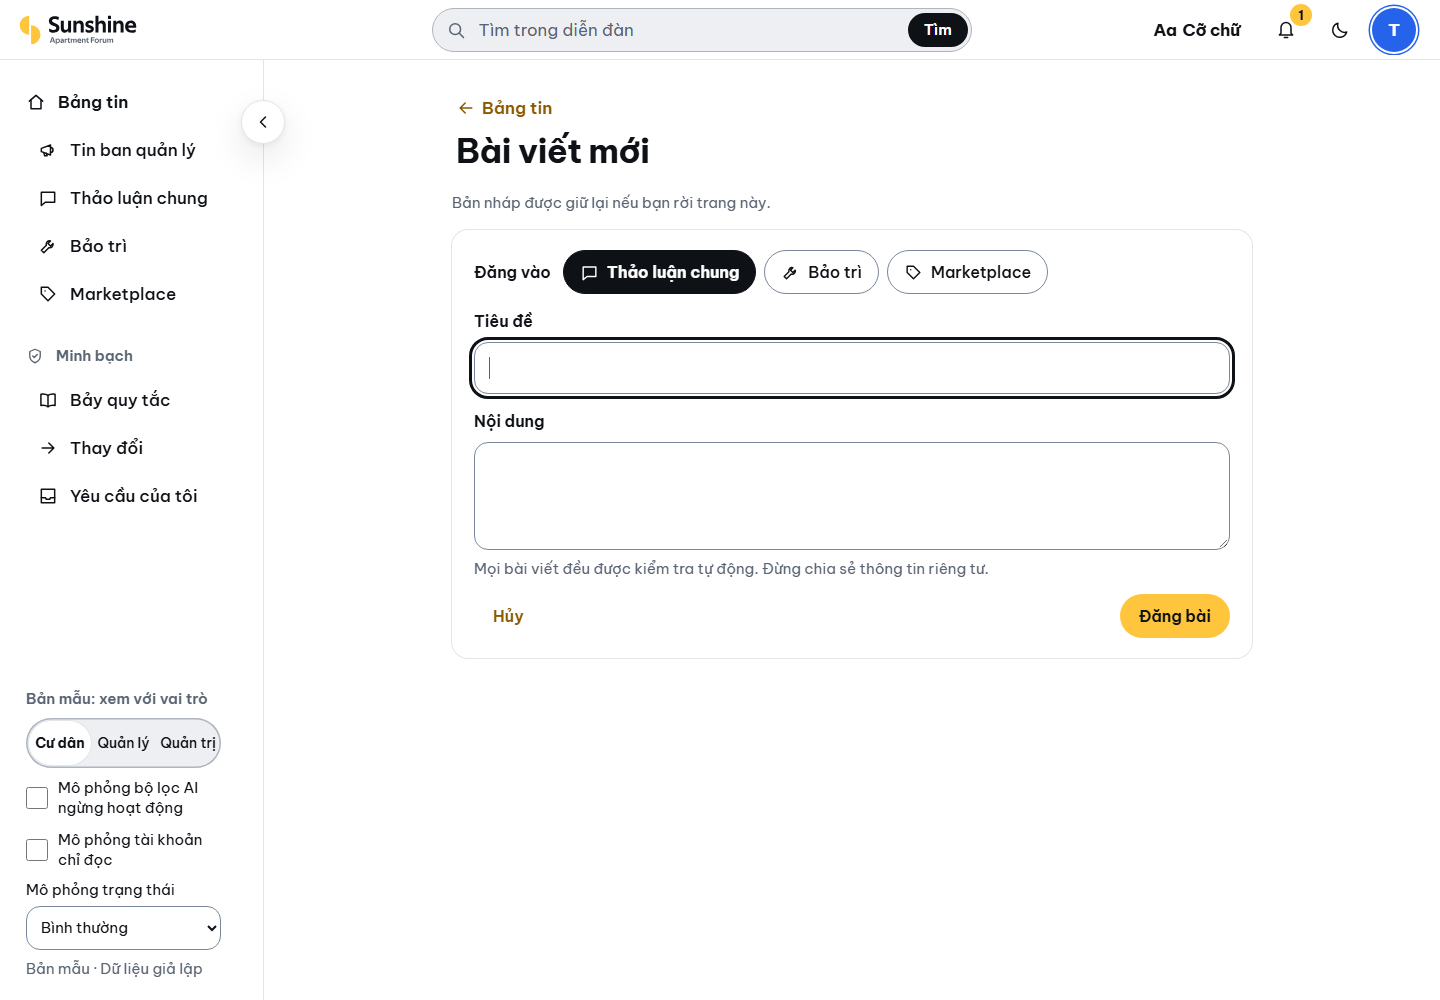 Sunshine
Apartment Forum
Tìm trong diễn đàn
Tìm
Aa Cỡ chữ
1
T
Bảng tin
Tin ban quản lý
Thảo luận chung
Bảo trì
Marketplace
Minh bạch
Bảy quy tắc
Thay đổi
Yêu cầu của tôi
Bản mẫu: xem với vai trò
Cư dân
Quản lý
Quản trị
Mô phỏng bộ lọc AI
ngừng hoạt động
Mô phỏng tài khoản
chỉ đọc
Mô phỏng trạng thái
Bình thường
Bản mẫu · Dữ liệu giả lập
Bảng tin
Bài viết mới
Bản nháp được giữ lại nếu bạn rời trang này.
Đăng vào
Thảo luận chung
Bảo trì
Marketplace
Tiêu đề
Nội dung
Mọi bài viết đều được kiểm tra tự động. Đừng chia sẻ thông tin riêng tư.
Hủy
Đăng bài